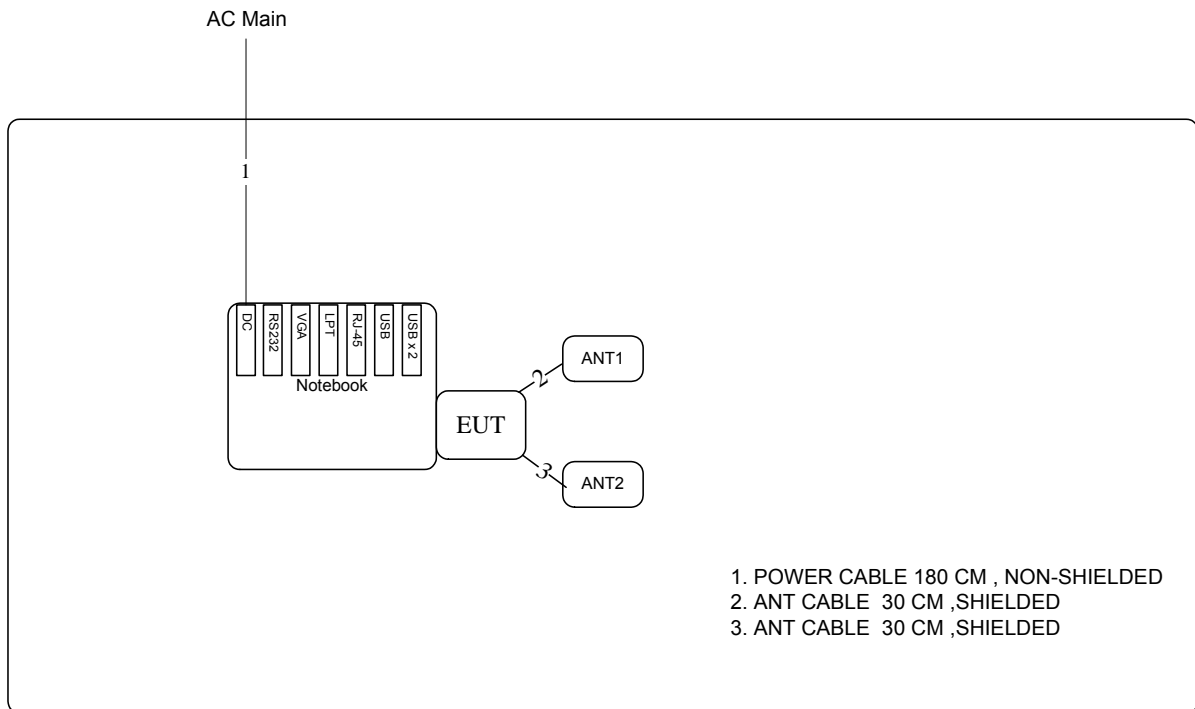 AC Main
1
DC
RS232
VGA
LPT
RJ-45
USB
USB x 2
Notebook
ANT1
2
EUT
3
ANT2
1. POWER CABLE 180 CM , NON-SHIELDED
2. ANT CABLE  30 CM ,SHIELDED
3. ANT CABLE  30 CM ,SHIELDED